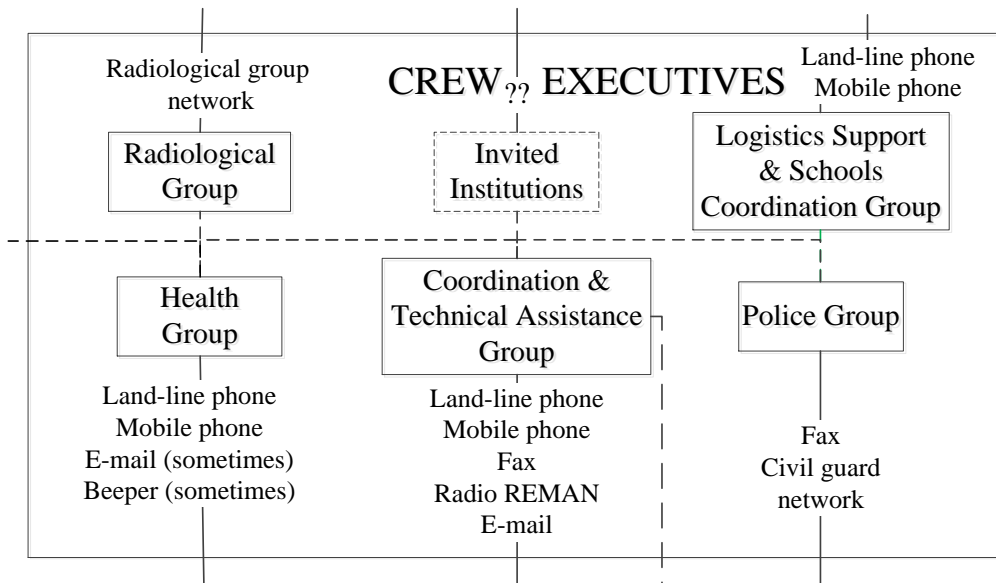 Radiological group
network
CREW ?? EXECUTIVES
Land-line phone
Mobile phone
Radiological
Group
Invited
Institutions
Logistics Support
& Schools
Coordination Group
Health
Group
Coordination &
Technical Assistance
Group
Police Group
Land-line phone
Mobile phone
E-mail (sometimes)
Beeper (sometimes)
Land-line phone
Mobile phone
Fax
Radio REMAN
E-mail
Fax
Civil guard
network